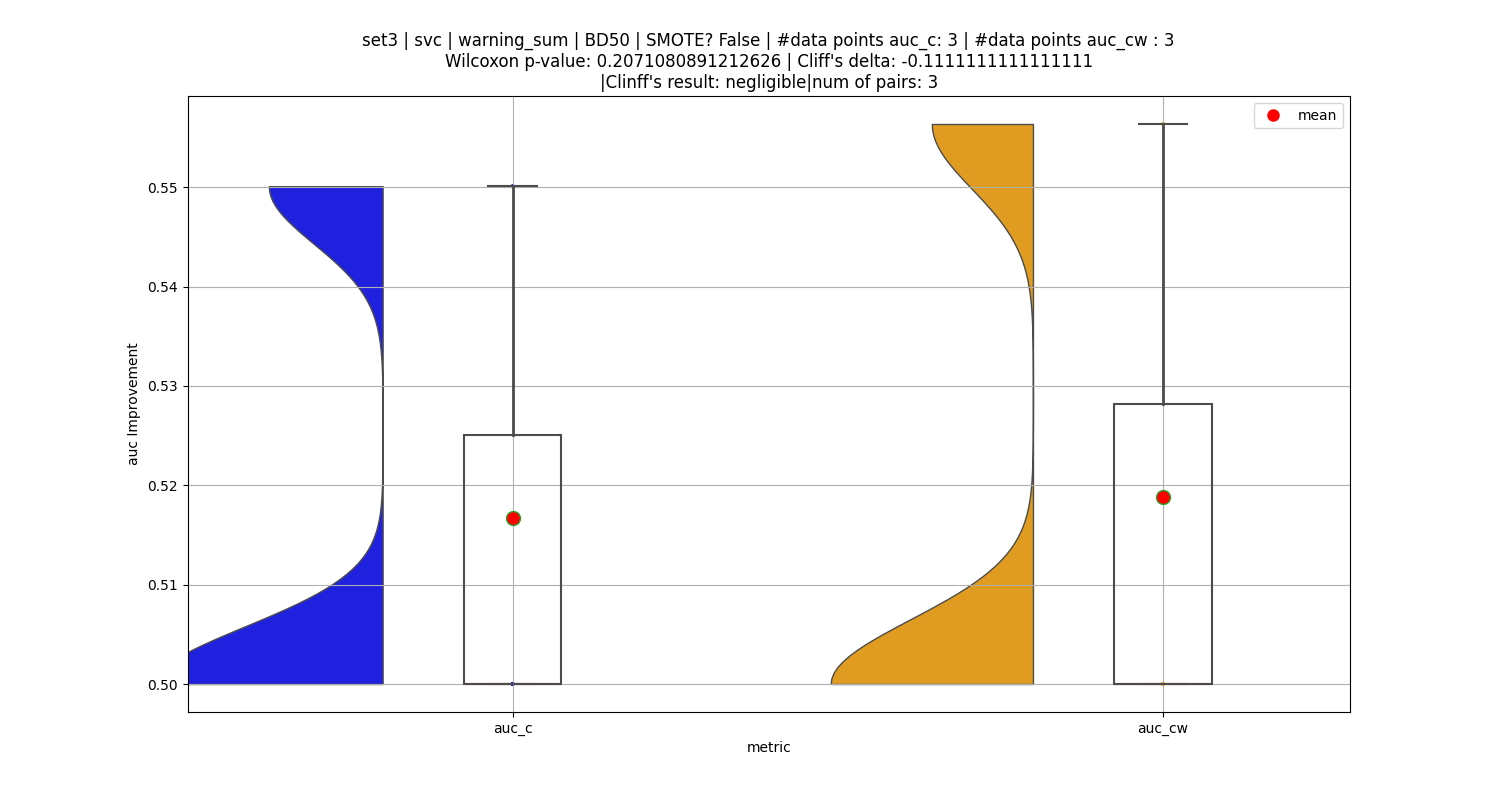 set3 | svc | warning_sum | BD50 | SMOTE? False | #data points auc_c: 3 | #data points auc_cw : 3
Wilcoxon p-value: 0.2071080891212626 | Cliff's delta: -0.1111111111111111
|Clinff's result: negligible|num of pairs: 3
mean
0.55
0.54
0.53
0.52
0.51
0.50
auc Improvement
auc_c
auc_cw
metric